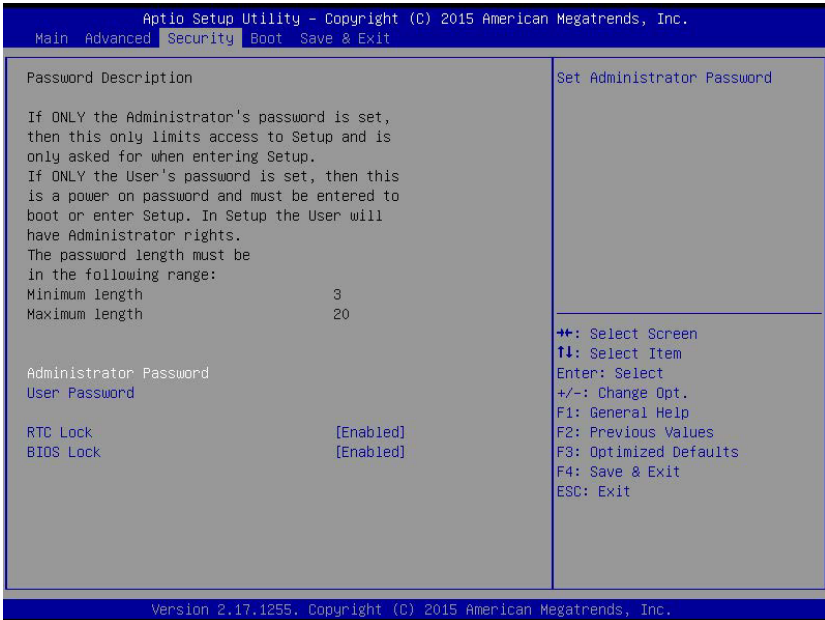 Aptio Setup Utility – Copyright (C) 2015 American Megatrends, Inc.
Main Advanced Security Boot Save & Exit
Password Description
If ONLY the Administrator's password is set,
then this only limits access to Setup and is
only asked for when entering Setup.
If ONLY the User's password is set, then this
is a power on password and must be entered to
boot or enter Setup. In Setup the User will
have Administrator rights.
The password length must be
in the following range:
Minimum length 3
Maximum length 20
Administrator Password
User Password
RTC Lock [Enabled]
BIOS Lock [Enabled]
Set Administrator Password
→←: Select Screen
↑↓: Select Item
Enter: Select
+/-: Change Opt.
F1: General Help
F2: Previous Values
F3: Optimized Defaults
F4: Save & Exit
ESC: Exit
Version 2.17.1255. Copyright (C) 2015 American Megatrends, Inc.